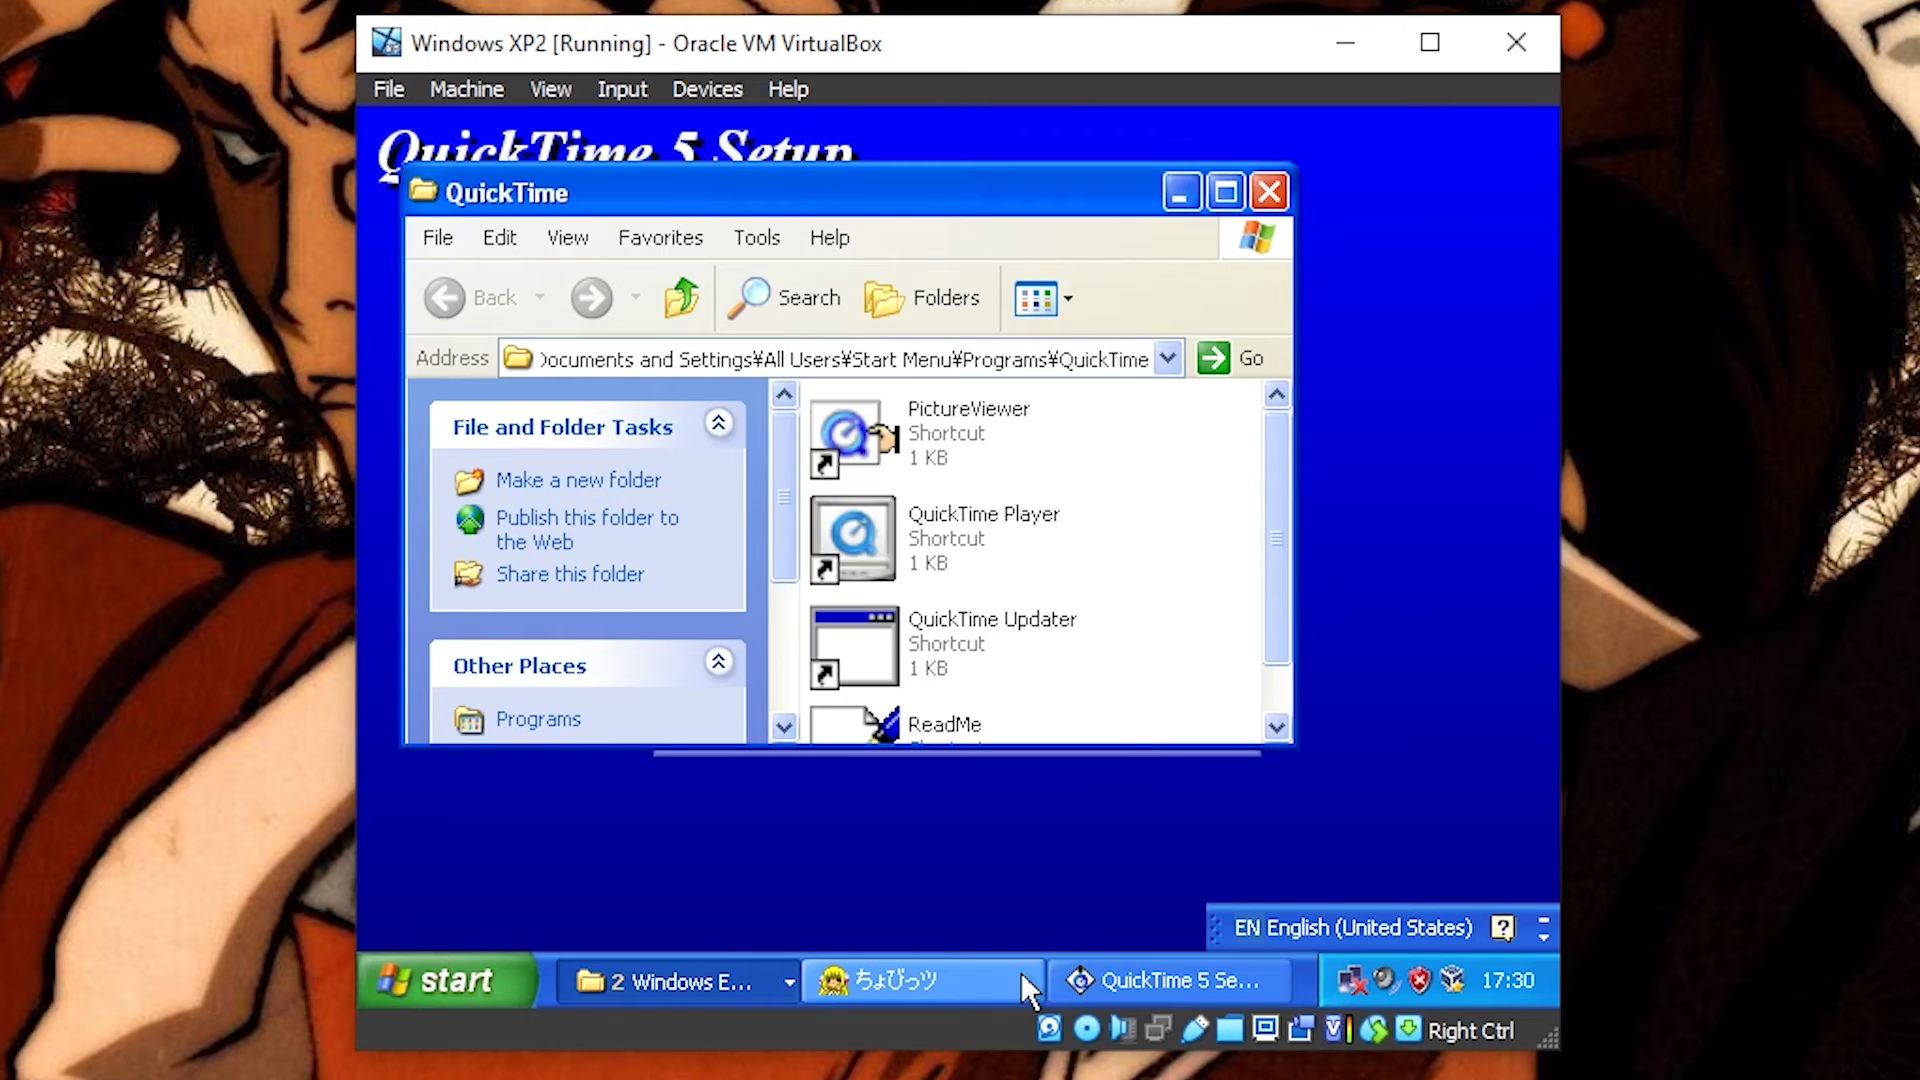 Windows XP2 [Running] - Oracle VM VirtualBox
File Machine View Input Devices Help
QuickTime 5 Setup
QuickTime
File Edit View Favorites Tools Help
Back Search Folders
Address Documents and Settings¥All Users¥Start Menu¥Programs¥QuickTime Go
File and Folder Tasks
Make a new folder
Publish this folder to
the Web
Share this folder
Other Places
Programs
PictureViewer
Shortcut
1 KB
QuickTime Player
Shortcut
1 KB
QuickTime Updater
Shortcut
1 KB
ReadMe
EN English (United States)
start 2 Windows E... ちょびっツ QuickTime 5 Se... 17:30
Right Ctrl